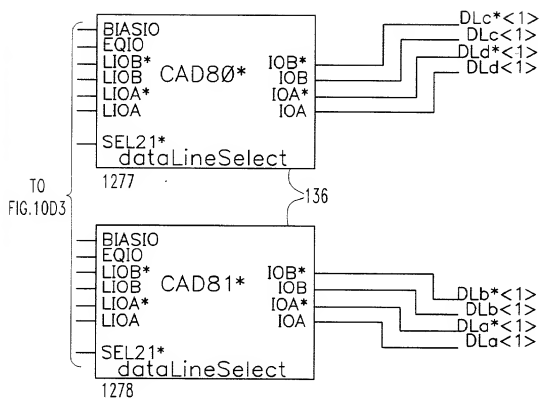 BIASIO
EQIO
LIOB*
LIOB
LIOA*
LIOA
SEL21*
CAD80*
IOB*
IOB
IOA*
IOA
dataLineSelect
1277
DLc*<1>
DLc<1>
DLd*<1>
DLd<1>
TO
FIG.10D3
136
BIASIO
EQIO
LIOB*
LIOB
LIOA*
LIOA
SEL21*
CAD81*
IOB*
IOB
IOA*
IOA
dataLineSelect
1278
DLb*<1>
DLb<1>
DLa*<1>
DLa<1>